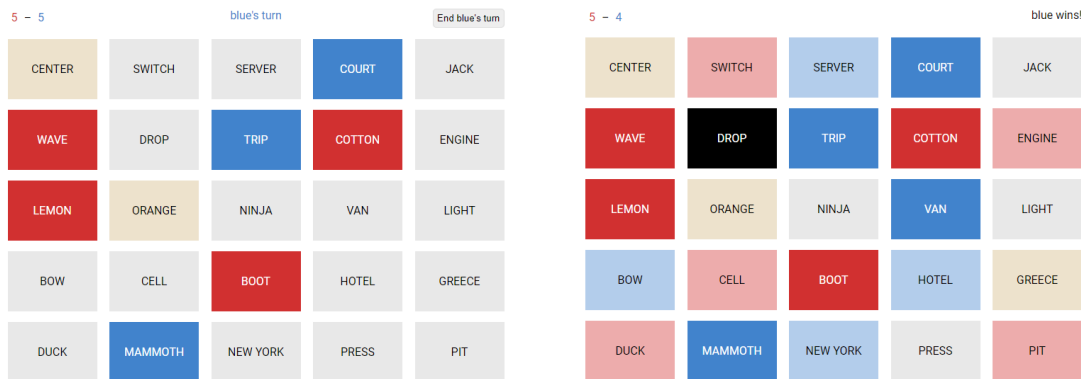 5 – 5 blue's turn End blue's turn
CENTER SWITCH SERVER COURT JACK
WAVE DROP TRIP COTTON ENGINE
LEMON ORANGE NINJA VAN LIGHT
BOW CELL BOOT HOTEL GREECE
DUCK MAMMOTH NEW YORK PRESS PIT
5 – 4 blue wins!
CENTER SWITCH SERVER COURT JACK
WAVE DROP TRIP COTTON ENGINE
LEMON ORANGE NINJA VAN LIGHT
BOW CELL BOOT HOTEL GREECE
DUCK MAMMOTH NEW YORK PRESS PIT